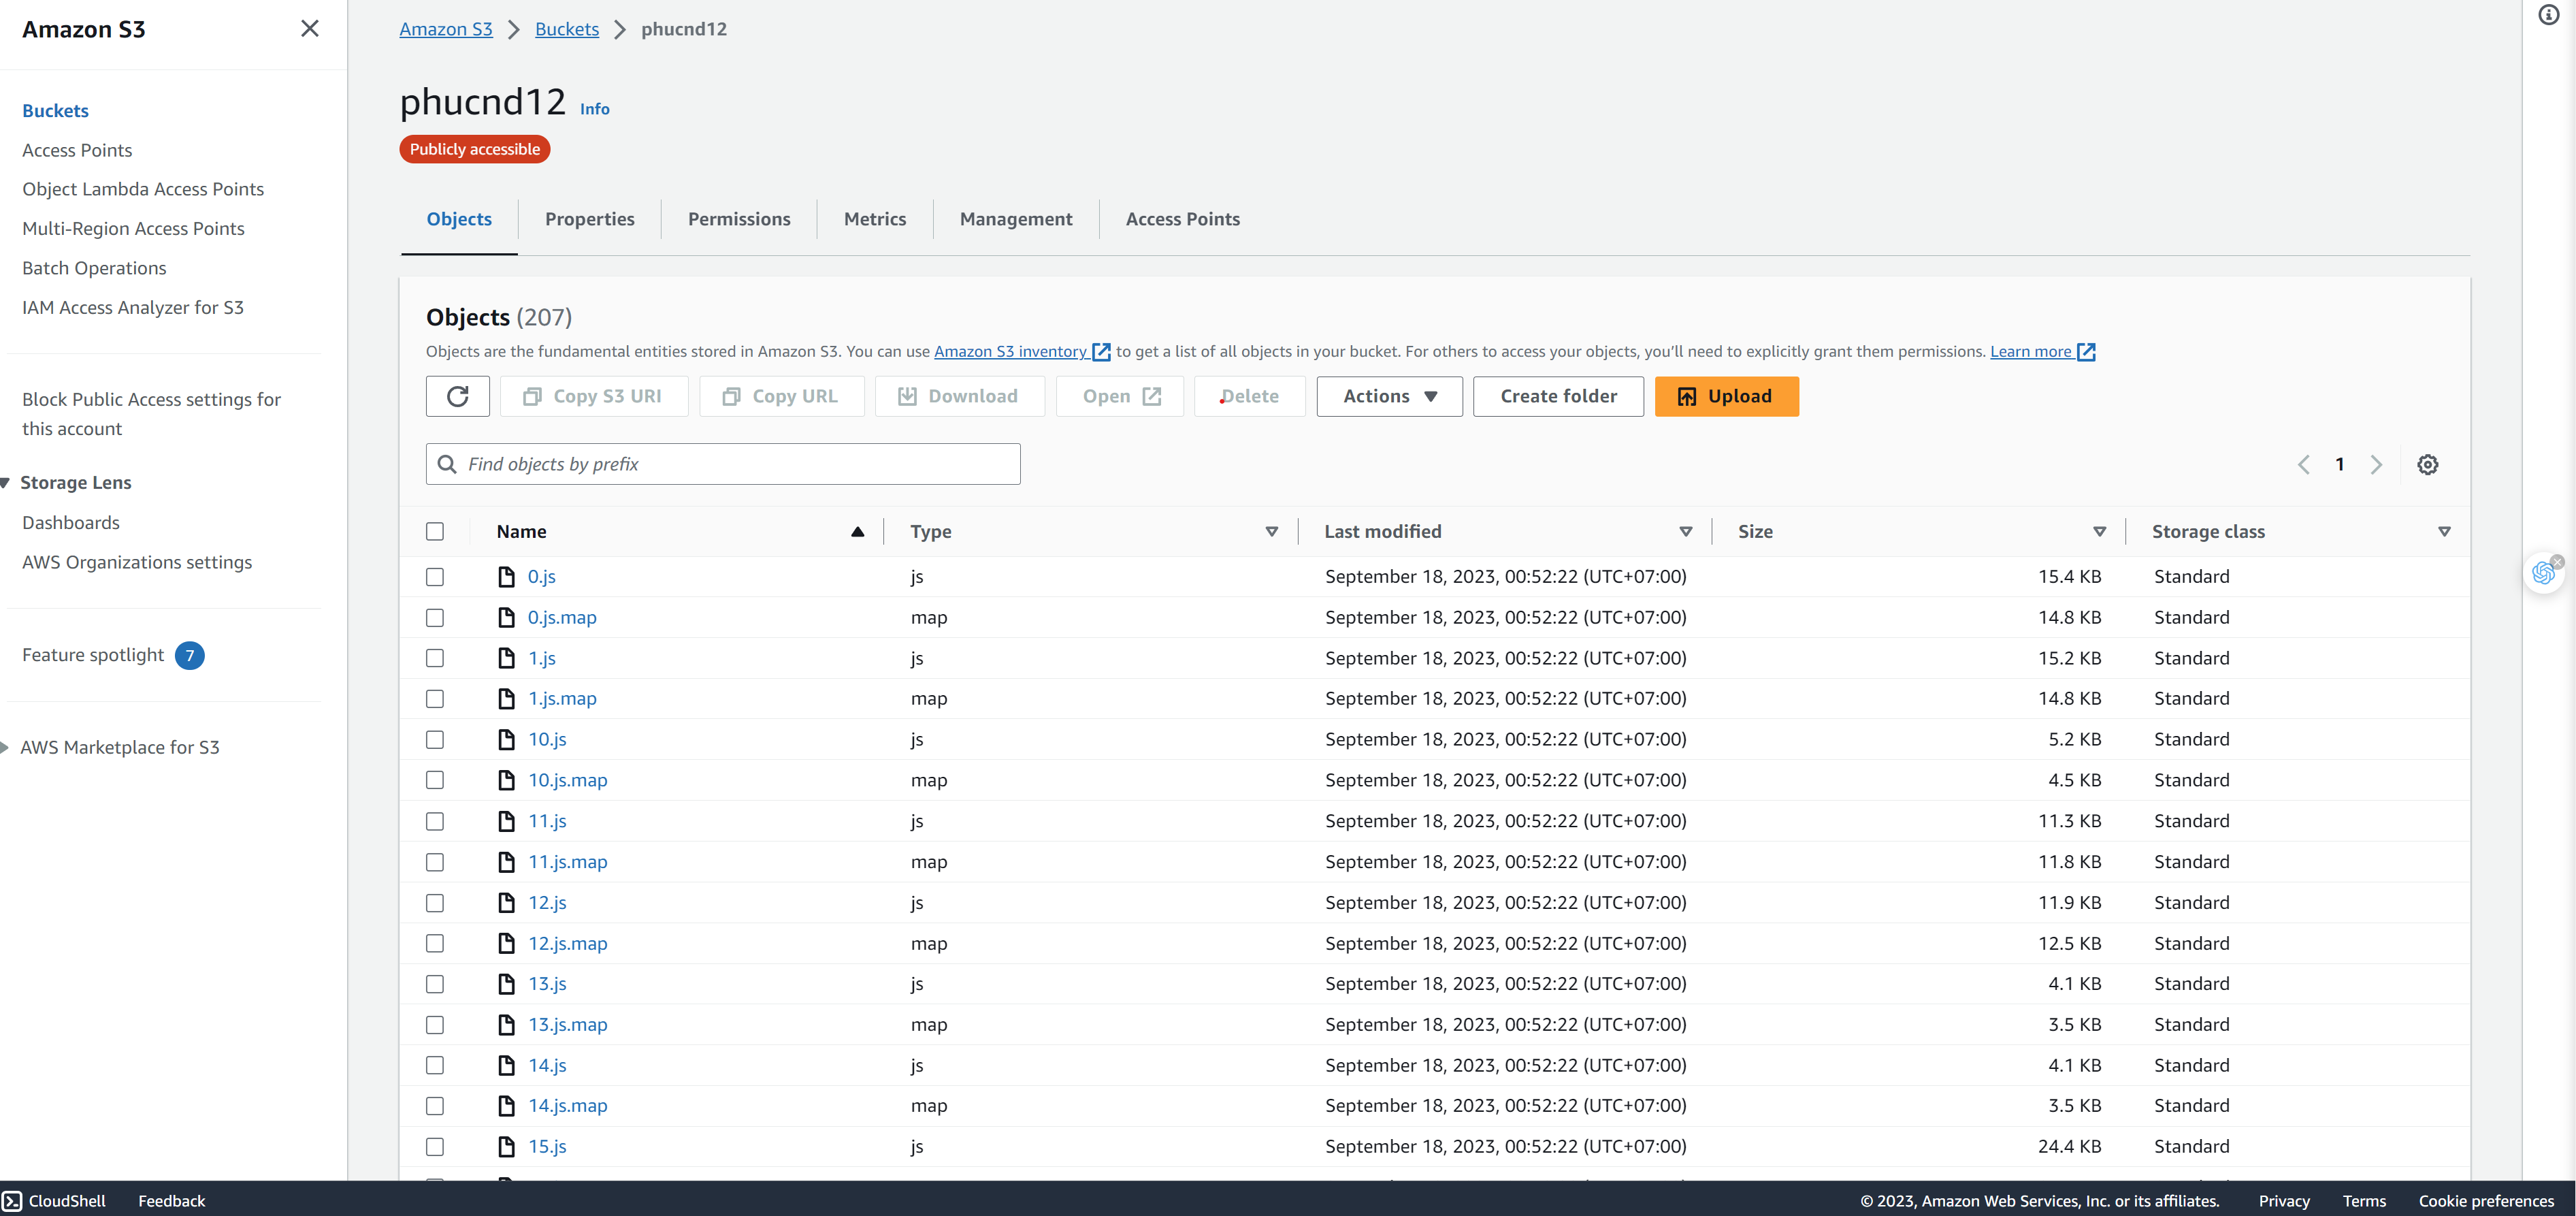 Amazon S3
Buckets
Access Points
Object Lambda Access Points
Multi-Region Access Points
Batch Operations
IAM Access Analyzer for S3
Block Public Access settings for
this account
Storage Lens
Dashboards
AWS Organizations settings
Feature spotlight 7
AWS Marketplace for S3
Amazon S3 Buckets phucnd12
phucnd12 Info
Publicly accessible
Objects Properties Permissions Metrics Management Access Points
Objects (207)
Objects are the fundamental entities stored in Amazon S3. You can use Amazon S3 inventory to get a list of all objects in your bucket. For others to access your objects, you'll need to explicitly grant them permissions. Learn more
Copy S3 URI Copy URL Download Open Delete Actions Create folder Upload
Find objects by prefix 1
Name Type Last modified Size Storage class
0.js js September 18, 2023, 00:52:22 (UTC+07:00) 15.4 KB Standard
0.js.map map September 18, 2023, 00:52:22 (UTC+07:00) 14.8 KB Standard
1.js js September 18, 2023, 00:52:22 (UTC+07:00) 15.2 KB Standard
1.js.map map September 18, 2023, 00:52:22 (UTC+07:00) 14.8 KB Standard
10.js js September 18, 2023, 00:52:22 (UTC+07:00) 5.2 KB Standard
10.js.map map September 18, 2023, 00:52:22 (UTC+07:00) 4.5 KB Standard
11.js js September 18, 2023, 00:52:22 (UTC+07:00) 11.3 KB Standard
11.js.map map September 18, 2023, 00:52:22 (UTC+07:00) 11.8 KB Standard
12.js js September 18, 2023, 00:52:22 (UTC+07:00) 11.9 KB Standard
12.js.map map September 18, 2023, 00:52:22 (UTC+07:00) 12.5 KB Standard
13.js js September 18, 2023, 00:52:22 (UTC+07:00) 4.1 KB Standard
13.js.map map September 18, 2023, 00:52:22 (UTC+07:00) 3.5 KB Standard
14.js js September 18, 2023, 00:52:22 (UTC+07:00) 4.1 KB Standard
14.js.map map September 18, 2023, 00:52:22 (UTC+07:00) 3.5 KB Standard
15.js js September 18, 2023, 00:52:22 (UTC+07:00) 24.4 KB Standard
CloudShell Feedback © 2023, Amazon Web Services, Inc. or its affiliates. Privacy Terms Cookie preferences